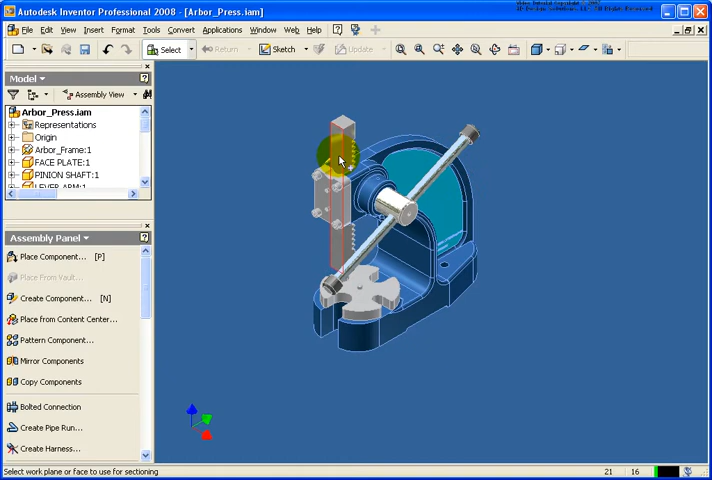 Autodesk Inventor Professional 2008 - [Arbor_Press.iam]
File Edit View Insert Format Tools Convert Applications Window Web Help
Select Return Sketch Update
Model
Assembly View
Arbor_Press.iam
Representations
Origin
Arbor_Frame:1
FACE PLATE:1
PINION SHAFT:1
LEVER ARM:1
Assembly Panel
Place Component... [P]
Place From Vault...
Create Component... [N]
Place from Content Center...
Pattern Component...
Mirror Components
Copy Components
Bolted Connection
Create Pipe Run...
Create Harness...
Select work plane or face to use for sectioning
21 16